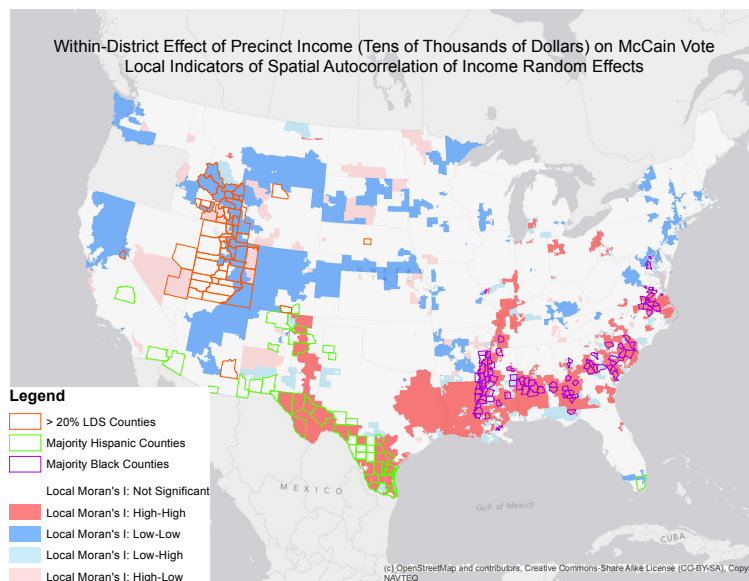 Within-District Effect of Precinct Income (Tens of Thousands of Dollars) on McCain Vote
Local Indicators of Spatial Autocorrelation of Income Random Effects
UNITED
Legend
> 20% LDS Counties
Majority Hispanic Counties
Majority Black Counties
Local Moran's I: Not Significant
Local Moran's I: High-High
Local Moran's I: Low-Low
Local Moran's I: Low-High
Local Moran's I: High-Low
MEXICO
Gulf of Mexico
CUBA
(c) OpenStreetMap and contributors, Creative Commons-Share Alike License (CC-BY-SA), Copy
NAVTEQ